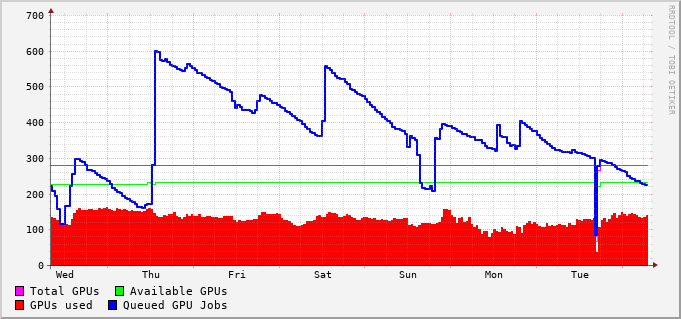 700
600
500
400
300
200
100
0
Wed Thu Fri Sat Sun Mon Tue
Total GPUs Available GPUs
GPUs used Queued GPU Jobs
RRDTOOL / TOBI OETIKER